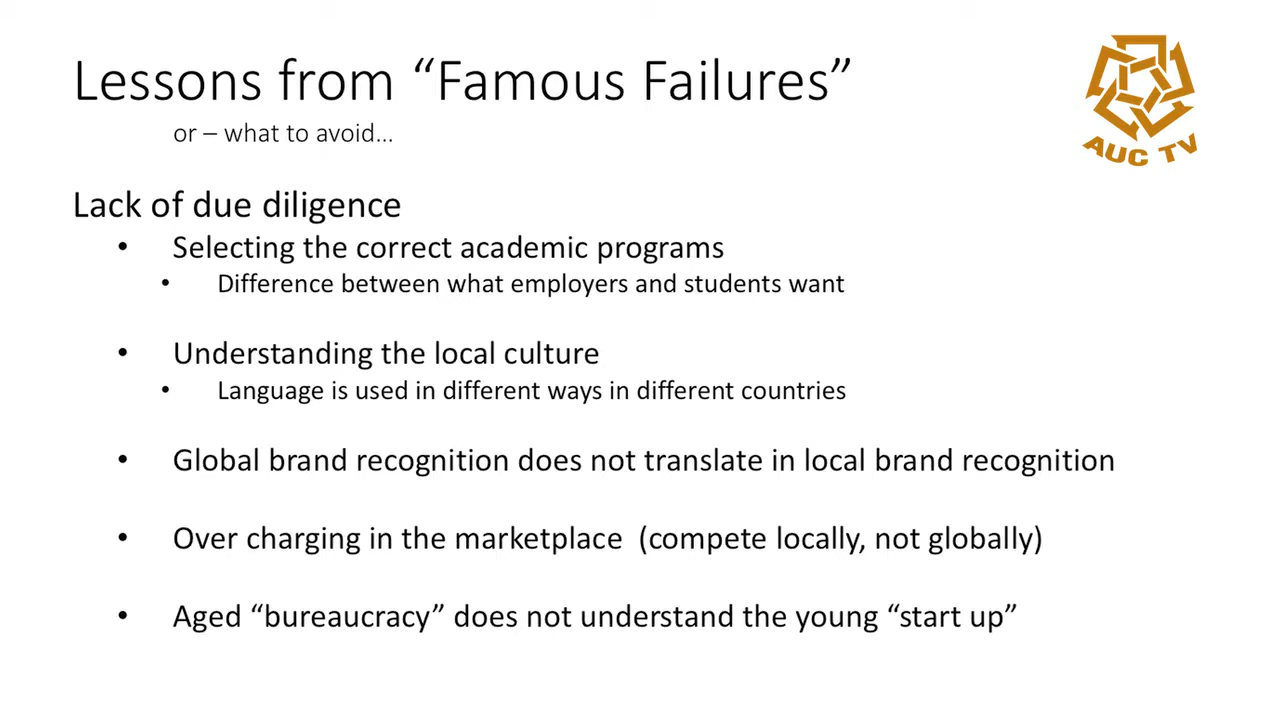 Lessons from “Famous Failures”
or – what to avoid…
AUC TV
Lack of due diligence
• Selecting the correct academic programs
• Difference between what employers and students want
• Understanding the local culture
• Language is used in different ways in different countries
• Global brand recognition does not translate in local brand recognition
• Over charging in the marketplace (compete locally, not globally)
• Aged “bureaucracy” does not understand the young “start up”